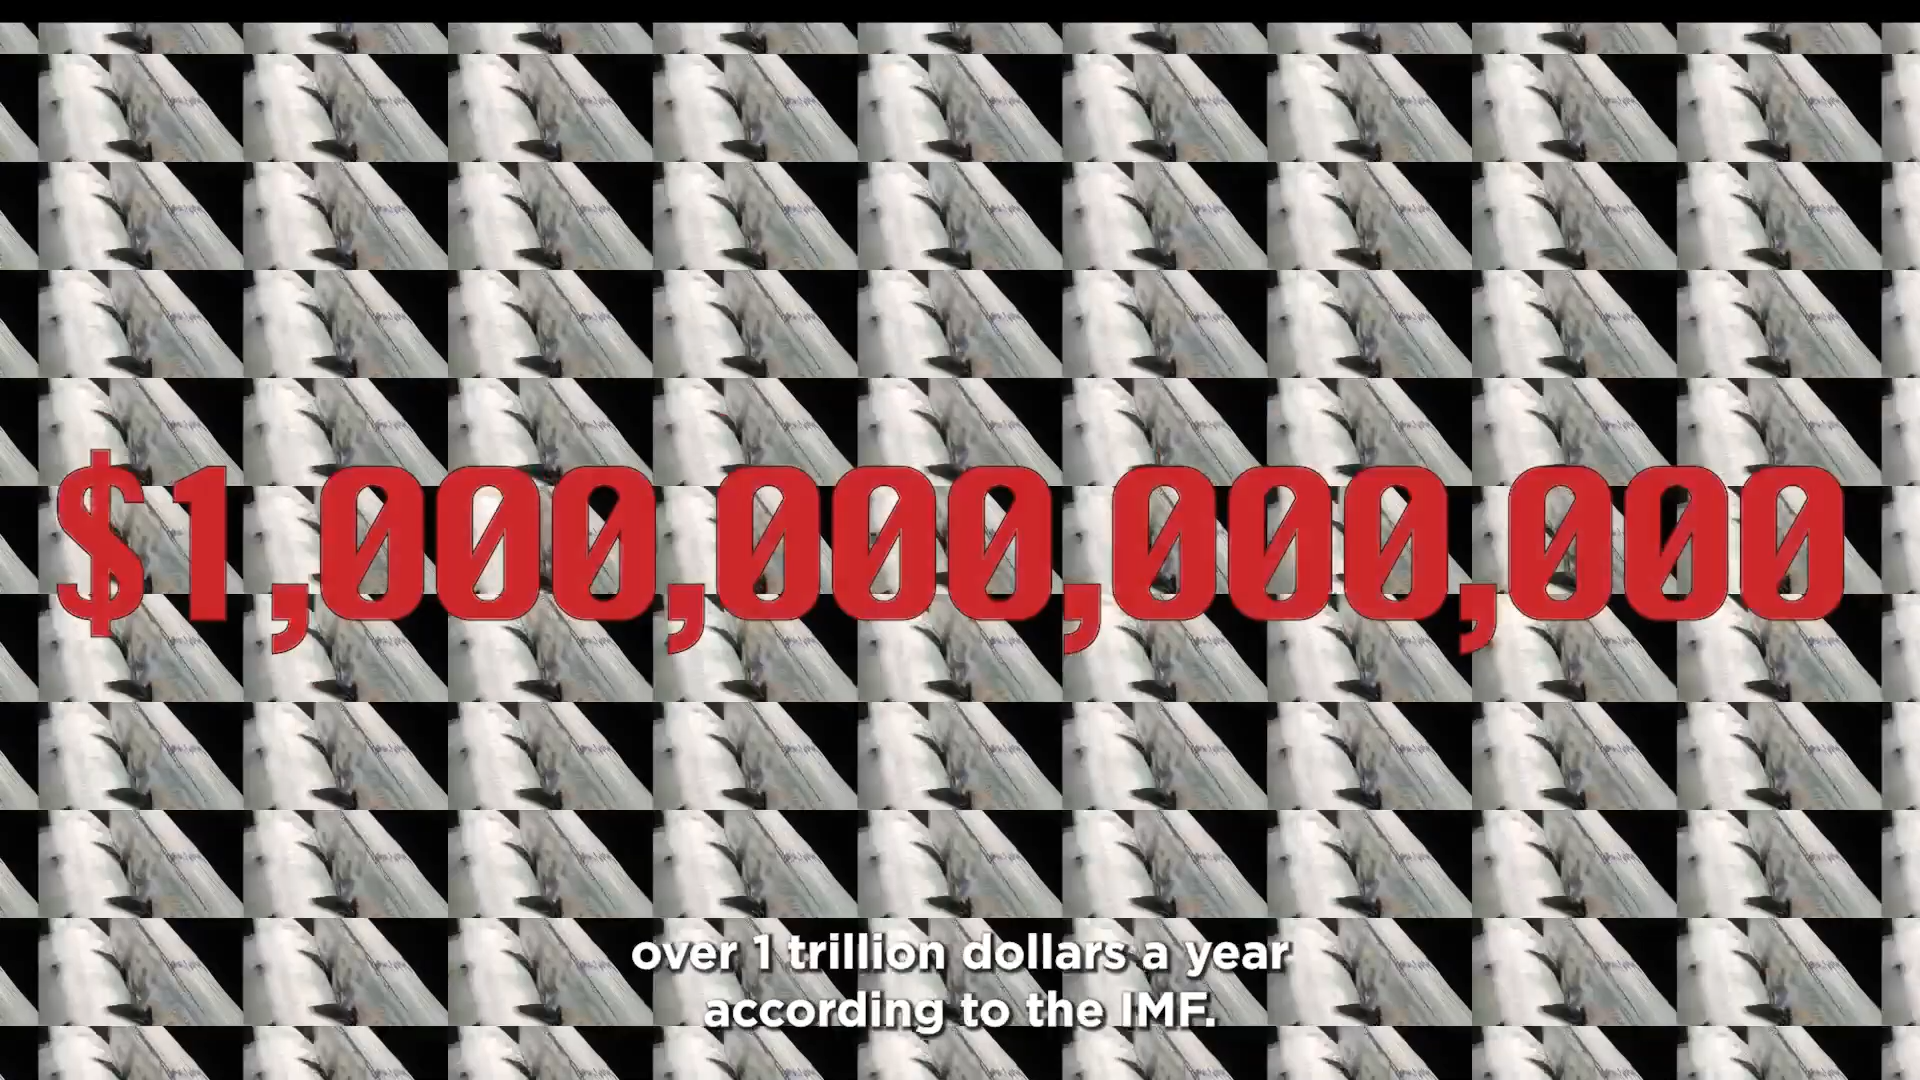 $1,000,000,000,000
over 1 trillion dollars a year
according to the IMF.